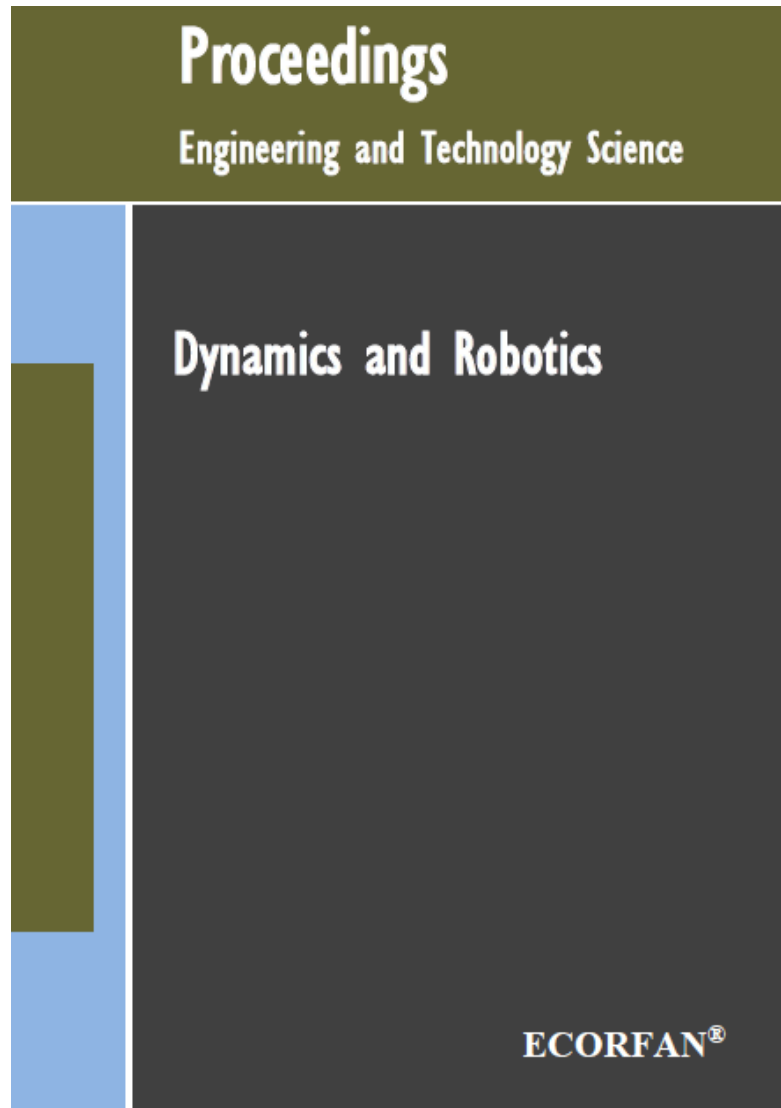 Proceedings
Engineering and Technology Science
Dynamics and Robotics
ECORFAN®